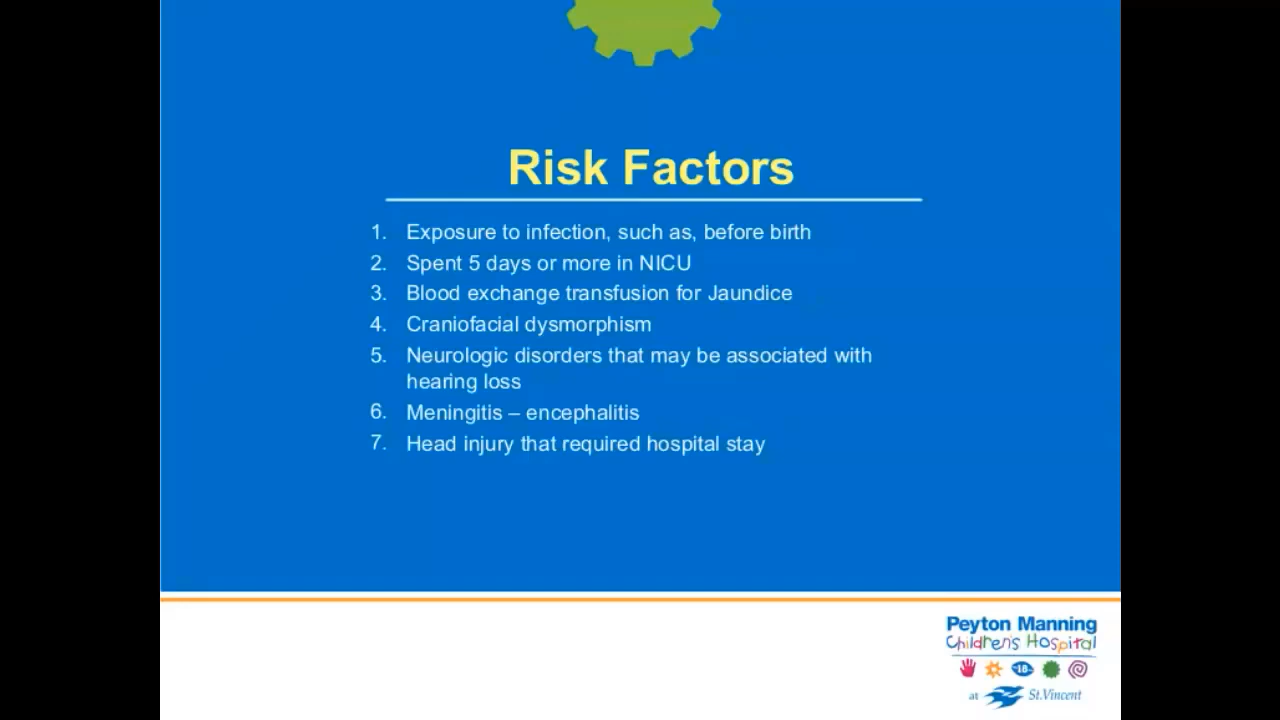 Risk Factors
1. Exposure to infection, such as, before birth
2. Spent 5 days or more in NICU
3. Blood exchange transfusion for Jaundice
4. Craniofacial dysmorphism
5. Neurologic disorders that may be associated with
hearing loss
6. Meningitis – encephalitis
7. Head injury that required hospital stay
Peyton Manning
Children's Hospital
18
at St.Vincent